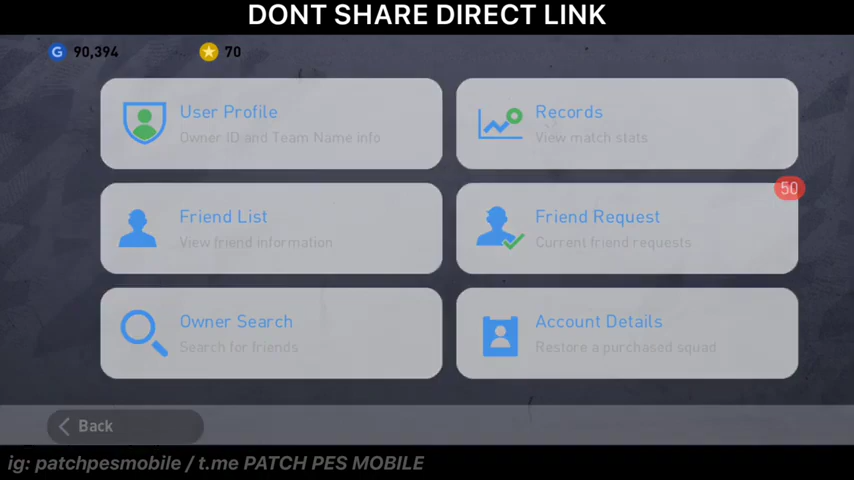 DONT SHARE DIRECT LINK
G 90,394 70
User Profile
Owner ID and Team Name info
Records
View match stats
50
Friend List
View friend information
Friend Request
Current friend requests
Owner Search
Search for friends
Account Details
Restore a purchased squad
Back
ig: patchpesmobile / t.me PATCH PES MOBILE